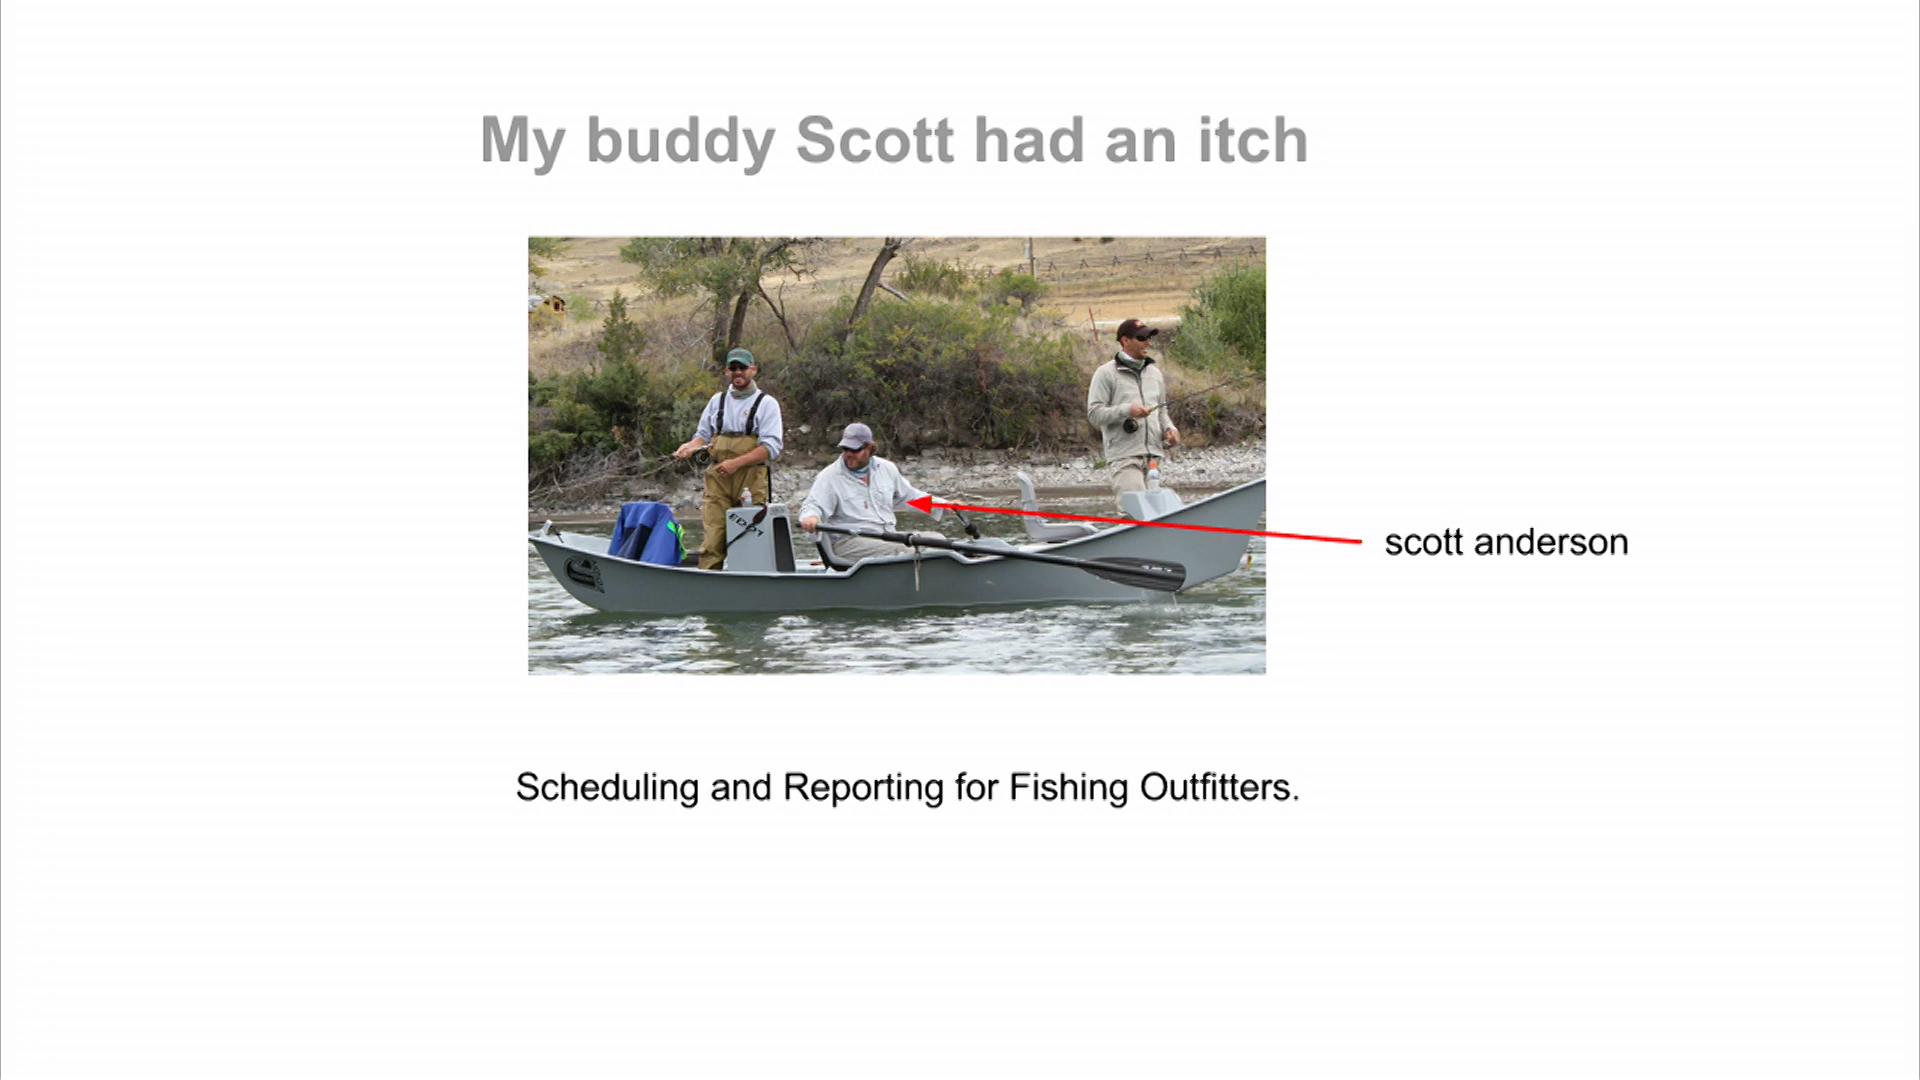 My buddy Scott had an itch
scott anderson
Scheduling and Reporting for Fishing Outfitters.